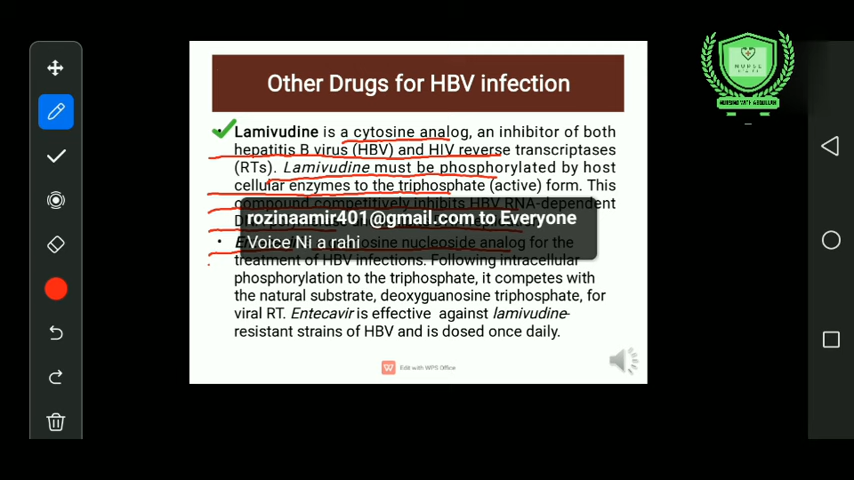 Other Drugs for HBV infection
Lamivudine is a cytosine analog, an inhibitor of both
hepatitis B virus (HBV) and HIV reverse transcriptases
(RTs). Lamivudine must be phosphorylated by host
cellular enzymes to the triphosphate (active) form. This
compound competitively inhibits HBV RNA-dependent
rozinaamir401@gmail.com to Everyone
Voice Ni a rahi
nucleoside analog for the
treatment of HBV infections. Following intracellular
phosphorylation to the triphosphate, it competes with
the natural substrate, deoxyguanosine triphosphate, for
viral RT. Entecavir is effective against lamivudine-
resistant strains of HBV and is dosed once daily.
Edit with WPS Office
NURSING WITH ABDULLAH